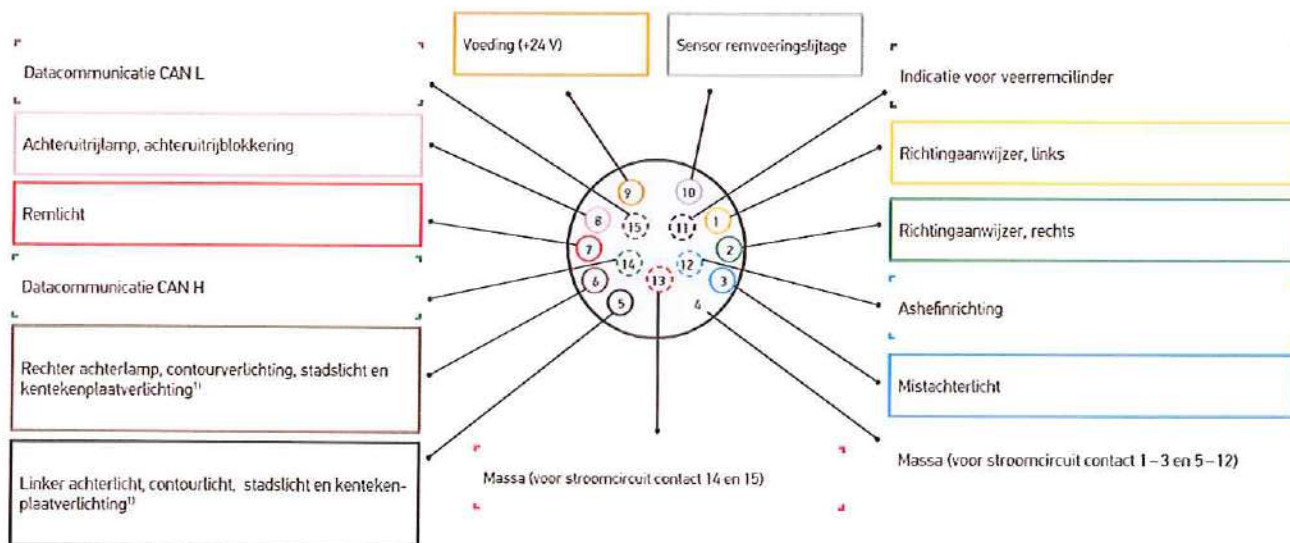 Voeding (+24 V)
Sensor remvoeringslijtage
Datacommunicatie CAN L
Indicatie voor veerremcilinder
Achteruitrijlamp, achteruitrijblokkering
Richtingaanwijzer, links
Remlicht
Richtingaanwijzer, rechts
Datacommunicatie CAN H
Ashefinrichting
Rechter achterlamp, contourverlichting, stadslicht en
kentekenplaatverlichting¹⁾
Mistachterlicht
Linker achterlicht, contourlicht, stadslicht en kenteken-
plaatverlichting¹⁾
Massa (voor stroomcircuit contact 14 en 15)
Massa (voor stroomcircuit contact 1–3 en 5–12)
9
10
8
15
11
1
7
2
14
12
6
13
3
5
4